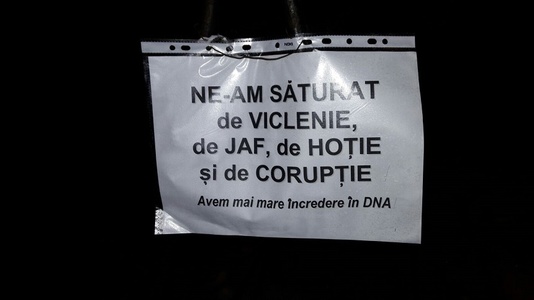 NE-AM SĂTURAT
de VICLENIE,
de JAF, de HOȚIE
și de CORUPȚIE
Avem mai mare încredere în DNA